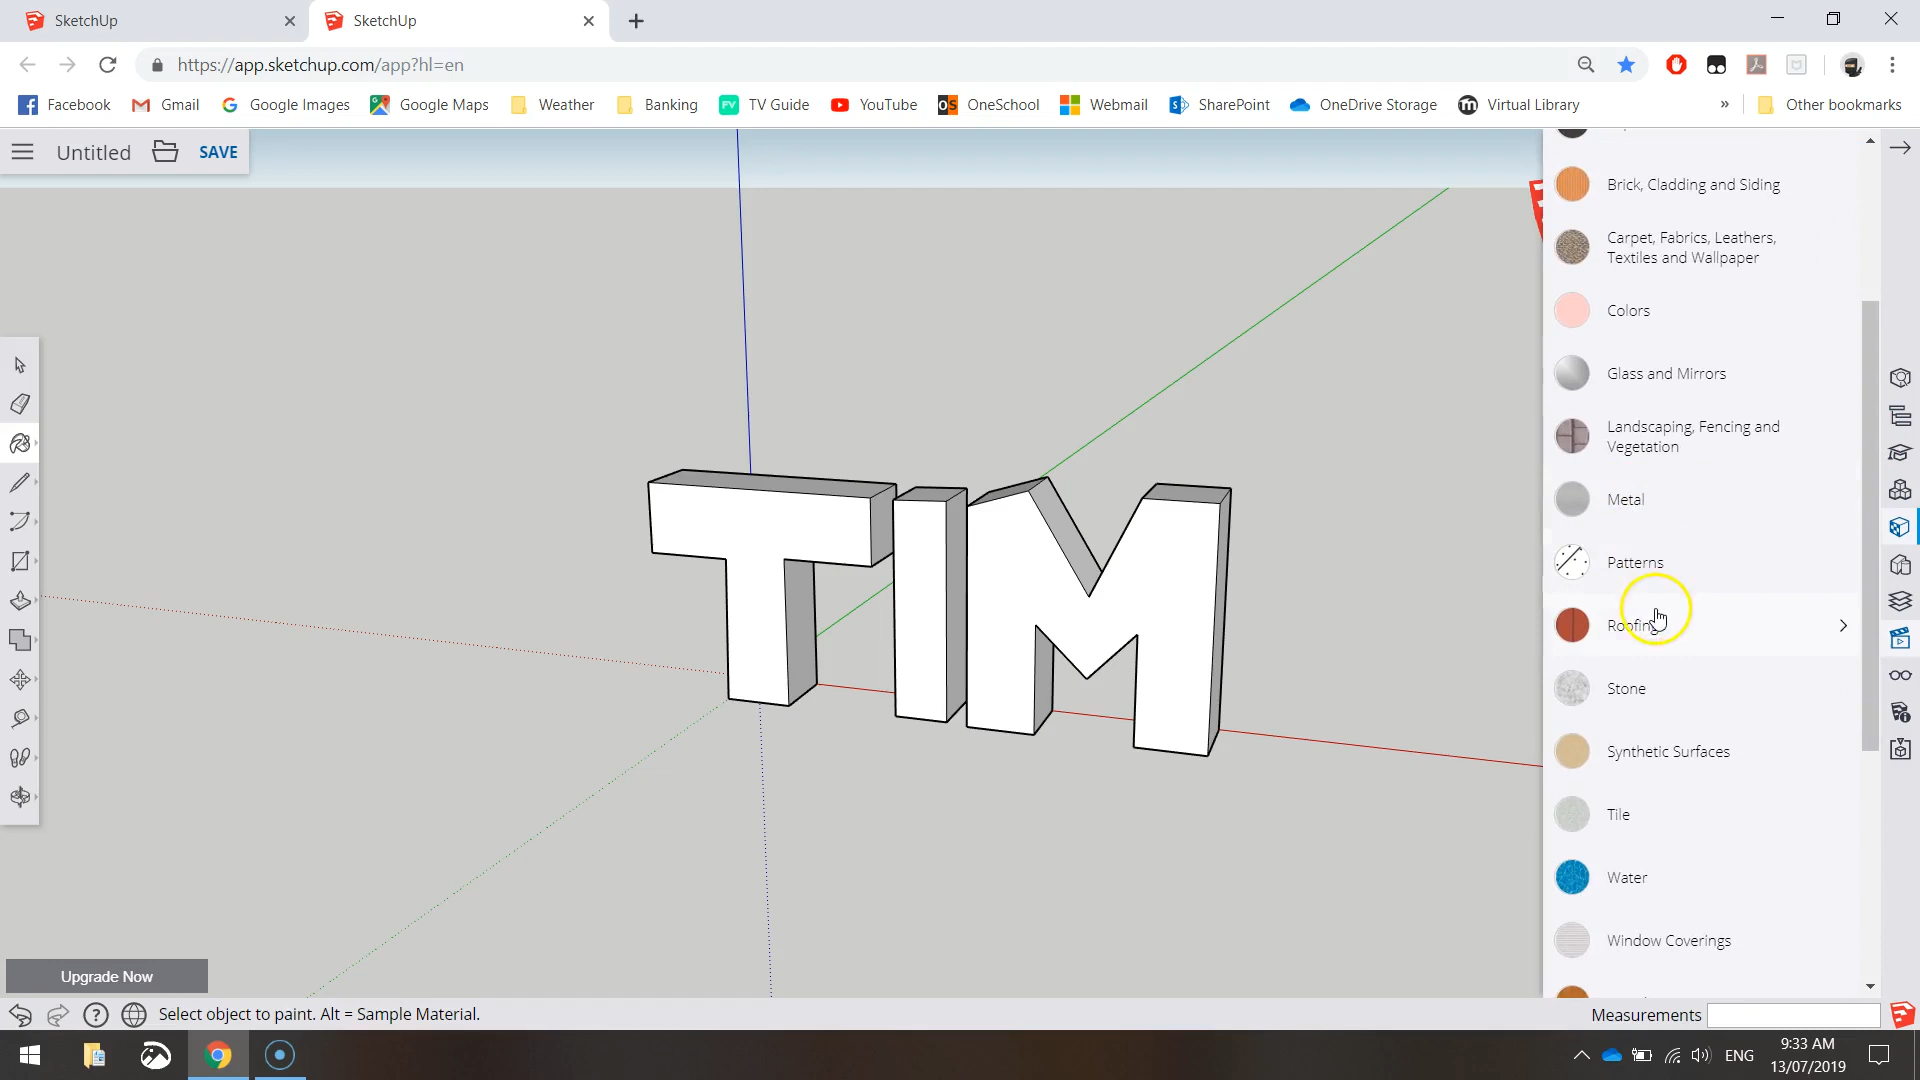 SketchUp
SketchUp
https://app.sketchup.com/app?hl=en
Facebook
Gmail
Google Images
Google Maps
Weather
Banking
FV
TV Guide
YouTube
OS
OneSchool
Webmail
SharePoint
OneDrive Storage
Virtual Library
»
Other bookmarks
Untitled
SAVE
Brick, Cladding and Siding
Carpet, Fabrics, Leathers,
Textiles and Wallpaper
Colors
Glass and Mirrors
Landscaping, Fencing and
Vegetation
Metal
Patterns
Roofing
Stone
Synthetic Surfaces
Tile
Water
Window Coverings
TIM
Upgrade Now
Select object to paint. Alt = Sample Material.
Measurements
ENG
9:33 AM
13/07/2019